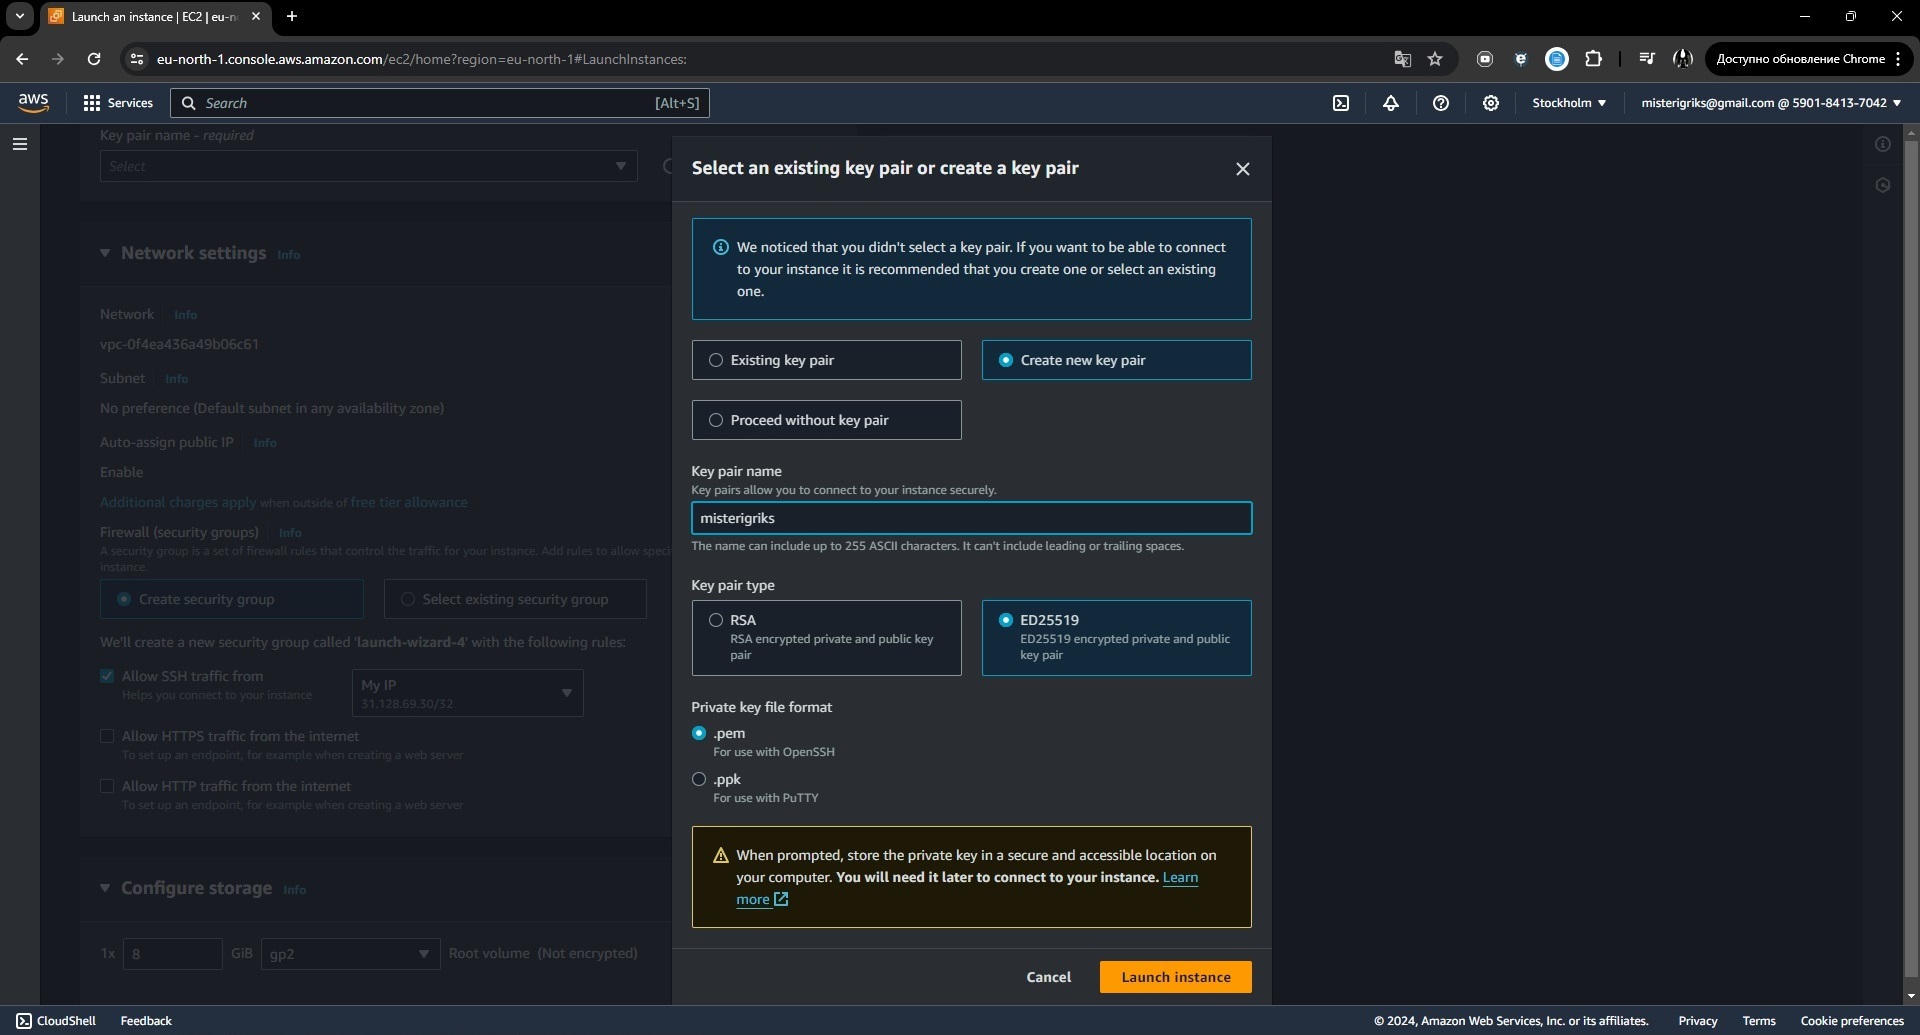 Launch an instance | EC2 | eu-n
eu-north-1.console.aws.amazon.com/ec2/home?region=eu-north-1#LaunchInstances:
Доступно обновление Chrome
aws
Services
Search
[Alt+S]
Stockholm
misterigriks@gmail.com @ 5901-8413-7042
Key pair name - required
Select
Network settings Info
Network Info
vpc-0f4ea436a49b06c61
Subnet Info
No preference (Default subnet in any availability zone)
Auto-assign public IP Info
Enable
Additional charges apply when outside of free tier allowance
Firewall (security groups) Info
A security group is a set of firewall rules that control the traffic for your instance. Add rules to allow speci
instance.
Create security group
Select existing security group
We'll create a new security group called 'launch-wizard-4' with the following rules:
Allow SSH traffic from
Helps you connect to your instance
My IP
31.128.69.30/32
Allow HTTPS traffic from the internet
To set up an endpoint, for example when creating a web server
Allow HTTP traffic from the internet
To set up an endpoint, for example when creating a web server
Configure storage Info
1x 8 GiB gp2 Root volume (Not encrypted)
Select an existing key pair or create a key pair
We noticed that you didn't select a key pair. If you want to be able to connect
to your instance it is recommended that you create one or select an existing
one.
Existing key pair
Create new key pair
Proceed without key pair
Key pair name
Key pairs allow you to connect to your instance securely.
misterigriks
The name can include up to 255 ASCII characters. It can't include leading or trailing spaces.
Key pair type
RSA
RSA encrypted private and public key
pair
ED25519
ED25519 encrypted private and public
key pair
Private key file format
.pem
For use with OpenSSH
.ppk
For use with PuTTY
When prompted, store the private key in a secure and accessible location on
your computer. You will need it later to connect to your instance. Learn
more
Cancel
Launch instance
CloudShell
Feedback
© 2024, Amazon Web Services, Inc. or its affiliates.
Privacy
Terms
Cookie preferences